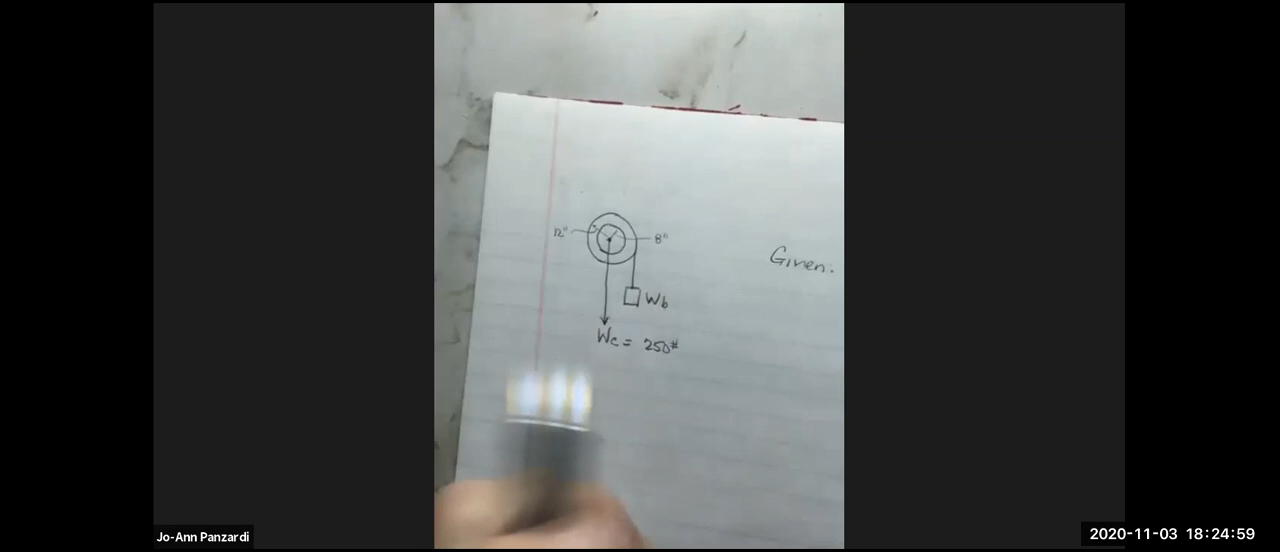 12"
8"
Given.
Wb
Wc = 250#
Jo-Ann Panzardi
2020-11-03 18:24:59